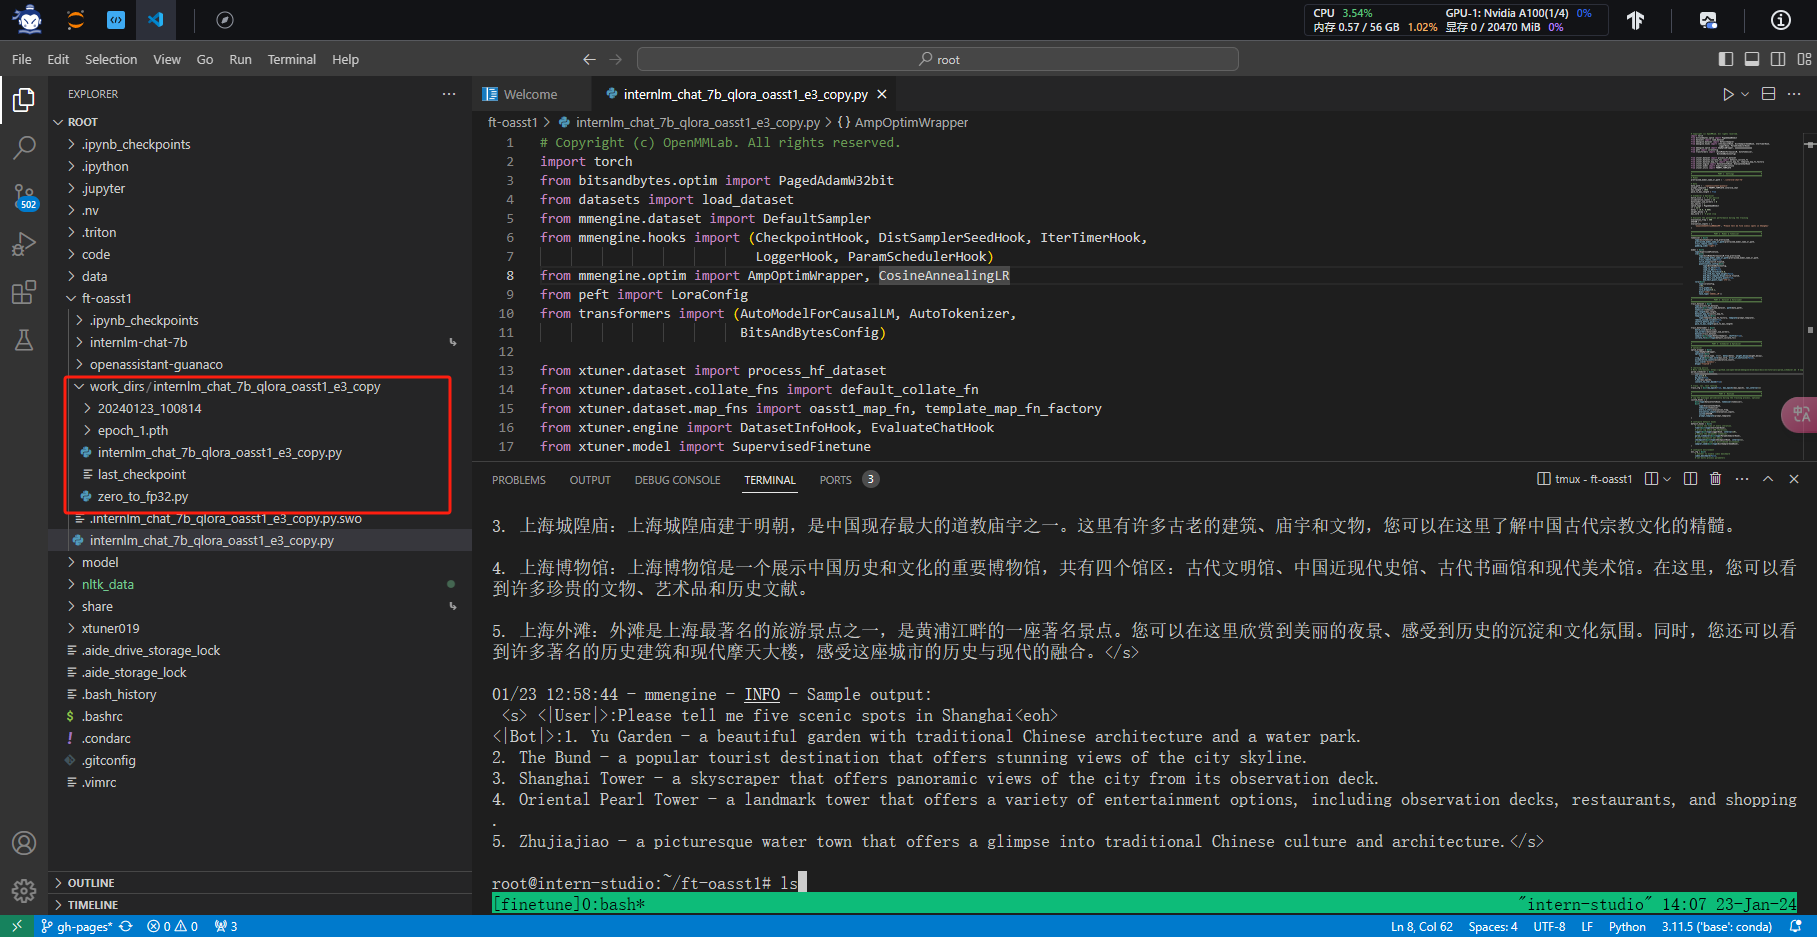 CPU 3.54% GPU-1: Nvidia A100(1/4) 0%
内存 0.57 / 56 GB 1.02% 显存 0 / 20470 MiB 0%
File Edit Selection View Go Run Terminal Help
root
EXPLORER
ROOT
.ipynb_checkpoints
.ipython
.jupyter
.nv
.triton
code
data
ft-oasst1
.ipynb_checkpoints
internlm-chat-7b
openassistant-guanaco
work_dirs/internlm_chat_7b_qlora_oasst1_e3_copy
20240123_100814
epoch_1.pth
internlm_chat_7b_qlora_oasst1_e3_copy.py
last_checkpoint
zero_to_fp32.py
.internlm_chat_7b_qlora_oasst1_e3_copy.py.swo
internlm_chat_7b_qlora_oasst1_e3_copy.py
model
nltk_data
share
xtuner019
.aide_drive_storage_lock
.aide_storage_lock
.bash_history
.bashrc
.condarc
.gitconfig
.vimrc
OUTLINE
TIMELINE
502
Welcome internlm_chat_7b_qlora_oasst1_e3_copy.py
ft-oasst1 > internlm_chat_7b_qlora_oasst1_e3_copy.py > {} AmpOptimWrapper
1 # Copyright (c) OpenMMLab. All rights reserved.
2 import torch
3 from bitsandbytes.optim import PagedAdamW32bit
4 from datasets import load_dataset
5 from mmengine.dataset import DefaultSampler
6 from mmengine.hooks import (CheckpointHook, DistSamplerSeedHook, IterTimerHook,
7 LoggerHook, ParamSchedulerHook)
8 from mmengine.optim import AmpOptimWrapper, CosineAnnealingLR
9 from peft import LoraConfig
10 from transformers import (AutoModelForCausalLM, AutoTokenizer,
11 BitsAndBytesConfig)
12
13 from xtuner.dataset import process_hf_dataset
14 from xtuner.dataset.collate_fns import default_collate_fn
15 from xtuner.dataset.map_fns import oasst1_map_fn, template_map_fn_factory
16 from xtuner.engine import DatasetInfoHook, EvaluateChatHook
17 from xtuner.model import SupervisedFinetune
PROBLEMS OUTPUT DEBUG CONSOLE TERMINAL PORTS 3
tmux - ft-oasst1
3. 上海城隍庙：上海城隍庙建于明朝，是中国现存最大的道教庙宇之一。这里有许多古老的建筑、庙宇和文物，您可以在这里了解中国古代宗教文化的精髓。
4. 上海博物馆：上海博物馆是一个展示中国历史和文化的重要博物馆，共有四个馆区：古代文明馆、中国近现代史馆、古代书画馆和现代美术馆。在这里，您可以看
到许多珍贵的文物、艺术品和历史文献。
5. 上海外滩：外滩是上海最著名的旅游景点之一，是黄浦江畔的一座著名景点。您可以在这里欣赏到美丽的夜景、感受到历史的沉淀和文化氛围。同时，您还可以看
到许多著名的历史建筑和现代摩天大楼，感受这座城市的历史与现代的融合。</s>
01/23 12:58:44 - mmengine - INFO - Sample output:
<s> <|User|>:Please tell me five scenic spots in Shanghai<eoh>
<|Bot|>:1. Yu Garden - a beautiful garden with traditional Chinese architecture and a water park.
2. The Bund - a popular tourist destination that offers stunning views of the city skyline.
3. Shanghai Tower - a skyscraper that offers panoramic views of the city from its observation deck.
4. Oriental Pearl Tower - a landmark tower that offers a variety of entertainment options, including observation decks, restaurants, and shopping
.
5. Zhujiajiao - a picturesque water town that offers a glimpse into traditional Chinese culture and architecture.</s>
root@intern-studio:~/ft-oasst1# ls
[finetune]0:bash* "intern-studio" 14:07 23-Jan-24
gh-pages* 0 0 3 Ln 8, Col 62 Spaces: 4 UTF-8 LF Python 3.11.5 ('base': conda)